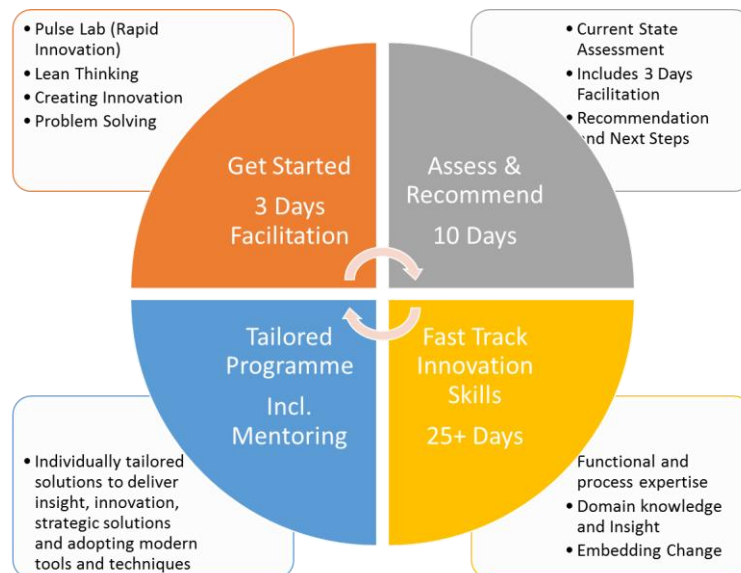 • Pulse Lab (Rapid
Innovation)
• Lean Thinking
• Creating Innovation
• Problem Solving
• Current State
Assessment
• Includes 3 Days
Facilitation
• Recommendation
and Next Steps
Get Started
3 Days
Facilitation
Assess &
Recommend
10 Days
Tailored
Programme
Incl.
Mentoring
Fast Track
Innovation
Skills
25+ Days
• Individually tailored
solutions to deliver
insight, innovation,
strategic solutions
and adopting modern
tools and techniques
Functional and
process expertise
• Domain knowledge
and Insight
• Embedding Change